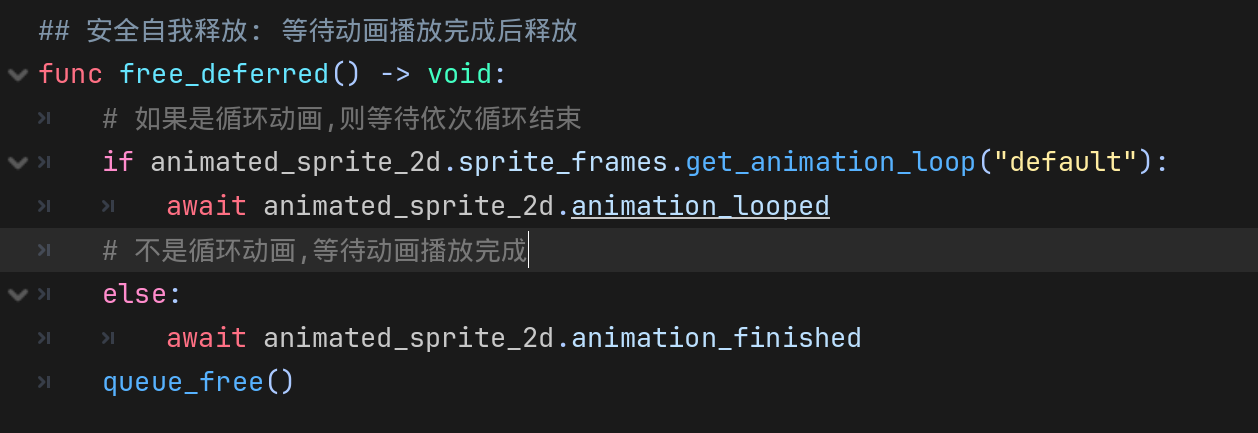 ## 安全自我释放: 等待动画播放完成后释放
func free_deferred() -> void:
# 如果是循环动画,则等待依次循环结束
if animated_sprite_2d.sprite_frames.get_animation_loop("default"):
await animated_sprite_2d.animation_looped
# 不是循环动画,等待动画播放完成
else:
await animated_sprite_2d.animation_finished
queue_free()